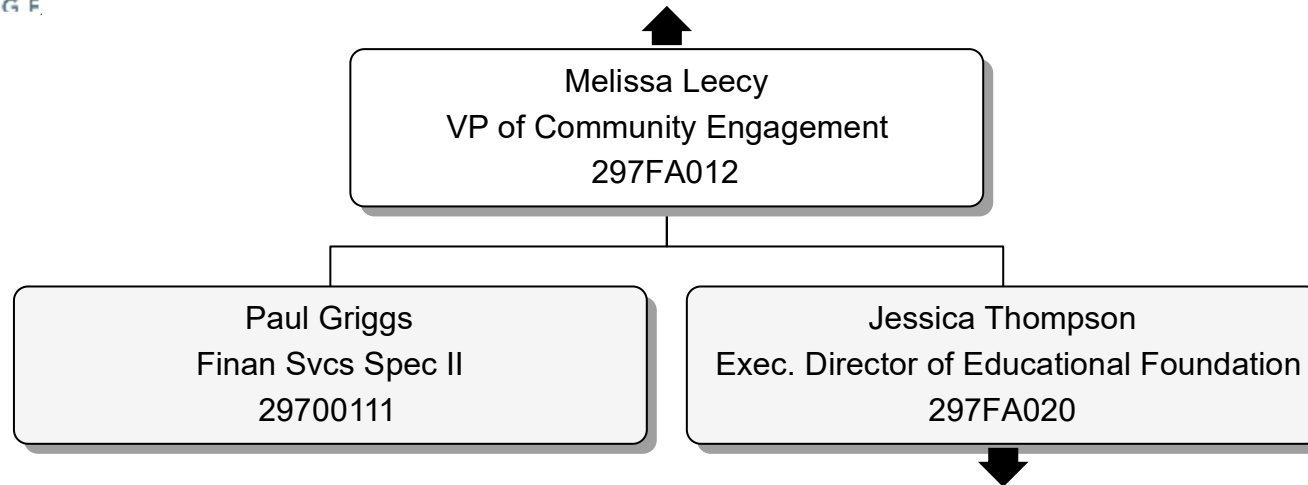 Melissa Leecy
VP of Community Engagement
297FA012
Paul Griggs
Finan Svcs Spec II
29700111
Jessica Thompson
Exec. Director of Educational Foundation
297FA020